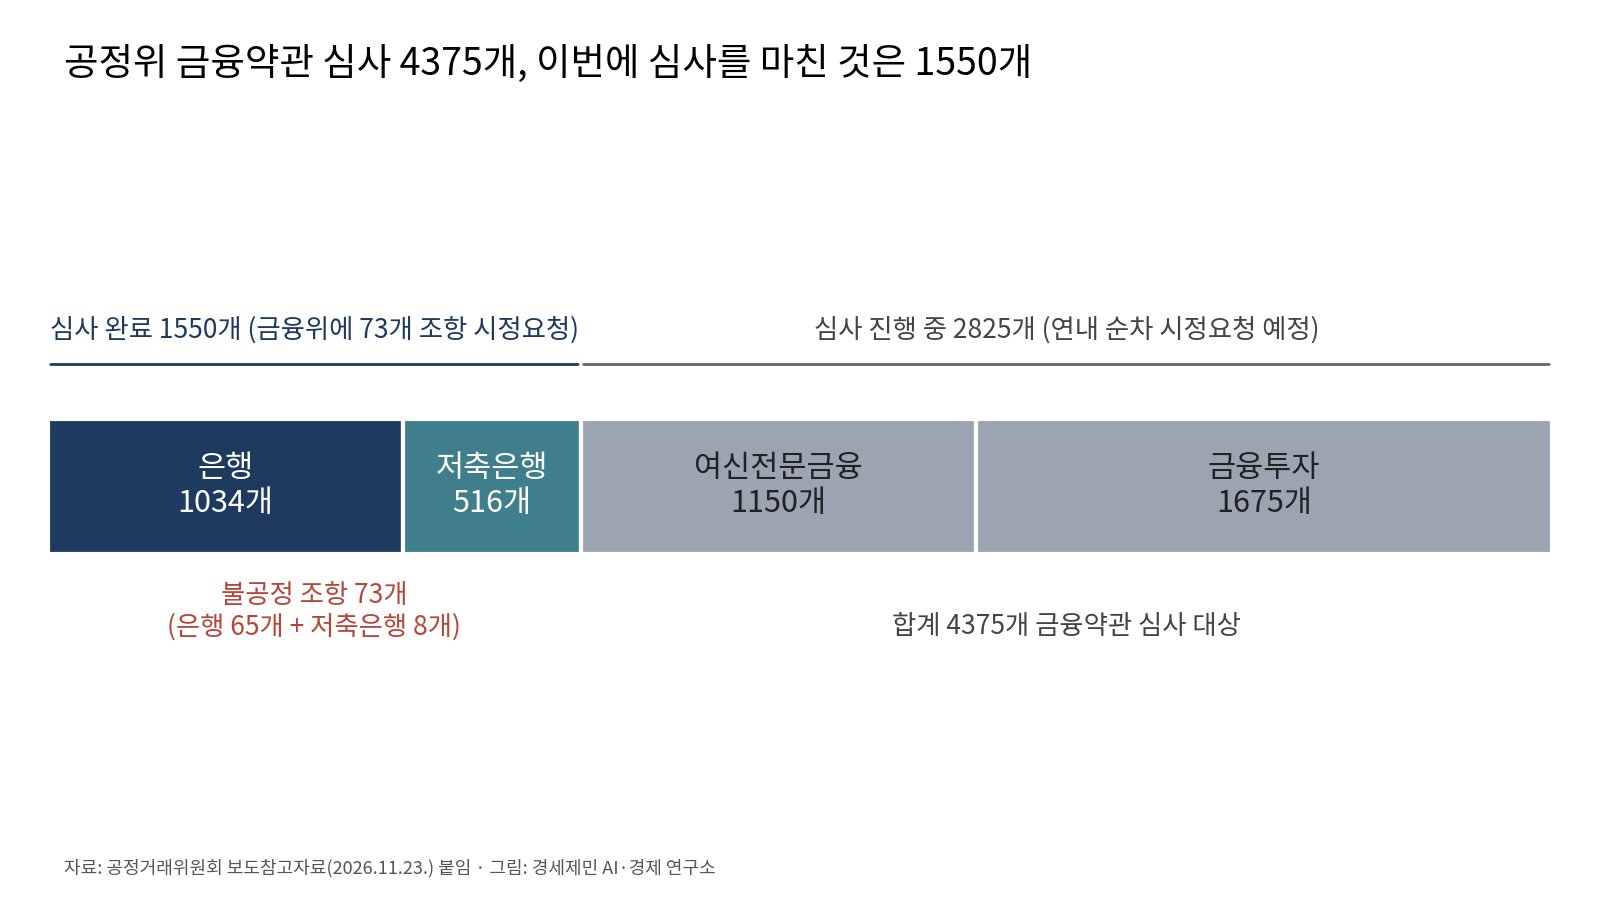 공정위 금융약관 심사 4375개, 이번에 심사를 마친 것은 1550개
심사 완료 1550개 (금융위에 73개 조항 시정요청)
심사 진행 중 2825개 (연내 순차 시정요청 예정)
은행
1034개
저축은행
516개
여신전문금융
1150개
금융투자
1675개
불공정 조항 73개
(은행 65개 + 저축은행 8개)
합계 4375개 금융약관 심사 대상
자료: 공정거래위원회 보도참고자료(2026.11.23.) 붙임 · 그림: 경세제민 AI·경제 연구소